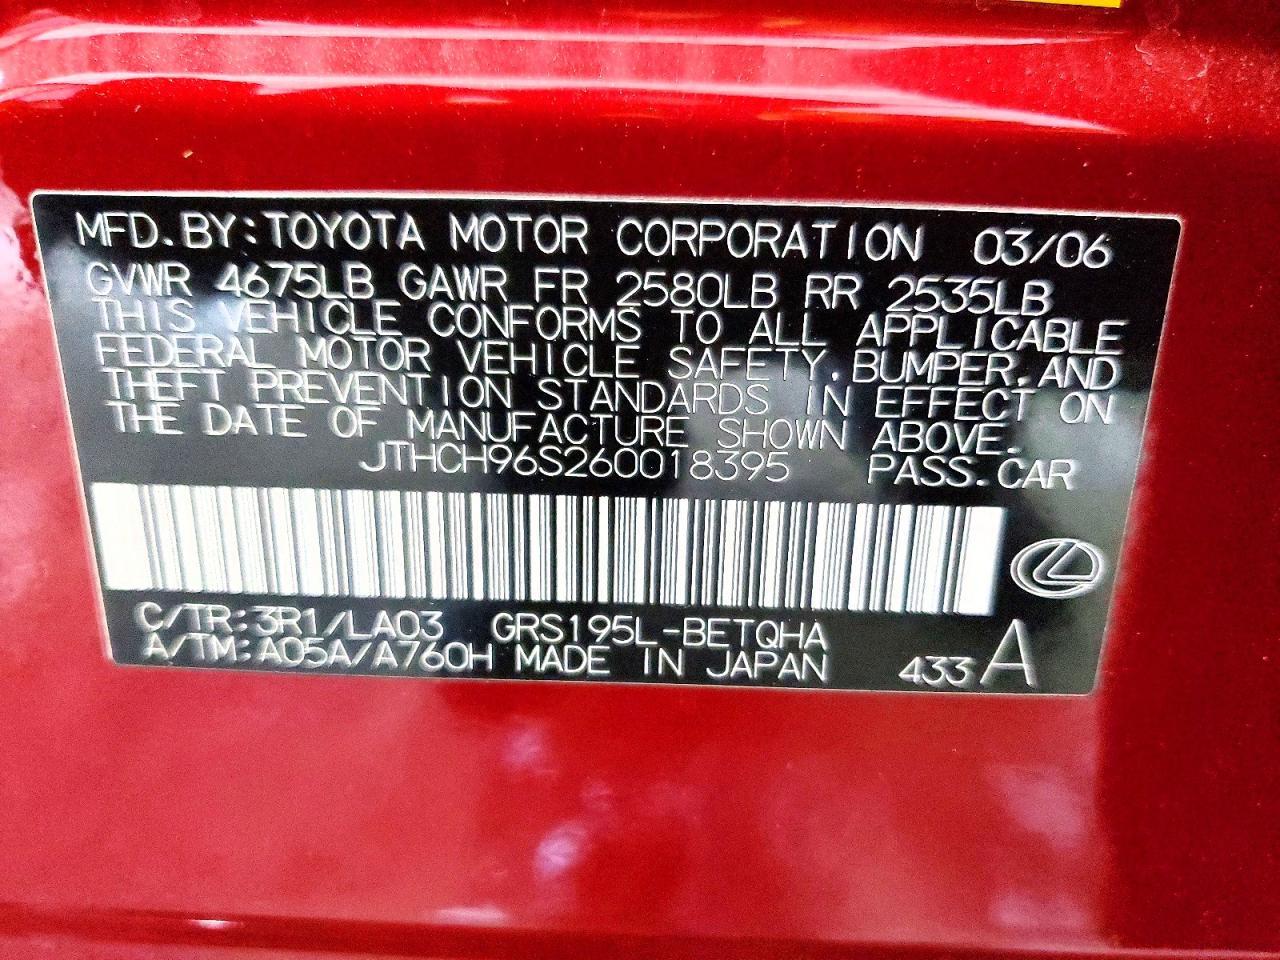 MFD.BY:TOYOTA MOTOR CORPORATION 03/06
GVWR 4675LB GAWR FR 2580LB RR 2535LB
THIS VEHICLE CONFORMS TO ALL APPLICABLE
FEDERAL MOTOR VEHICLE SAFETY,BUMPER,AND
THEFT PREVENTION STANDARDS IN EFFECT ON
THE DATE OF MANUFACTURE SHOWN ABOVE.
JTHCH96S260018395 PASS.CAR
C/TR:3R1/LA03 GRS195L-BETQHA
A/TM:A05A/A760H MADE IN JAPAN 433 A